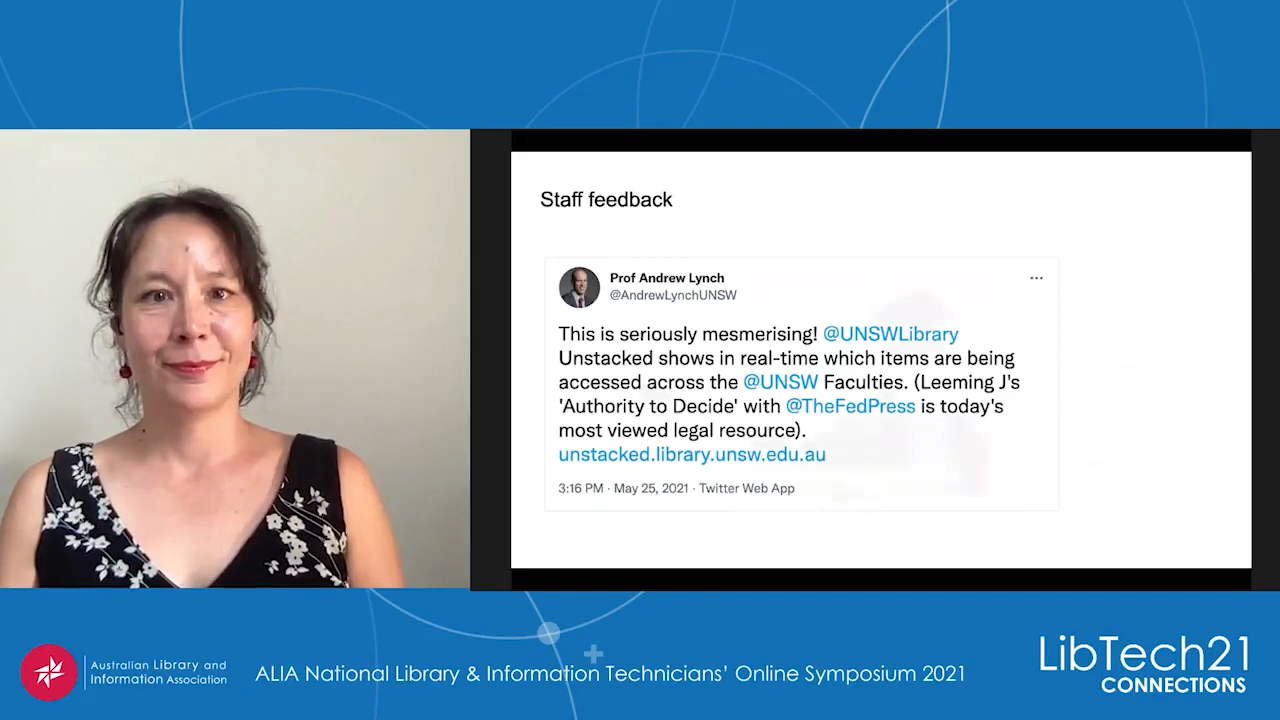 Staff feedback
Prof Andrew Lynch
@AndrewLynchUNSW
This is seriously mesmerising! @UNSWLibrary
Unstacked shows in real-time which items are being
accessed across the @UNSW Faculties. (Leeming J's
'Authority to Decide' with @TheFedPress is today's
most viewed legal resource).
unstacked.library.unsw.edu.au
3:16 PM · May 25, 2021 · Twitter Web App
Australian Library and
Information Association
ALIA National Library & Information Technicians’ Online Symposium 2021
LibTech21
CONNECTIONS